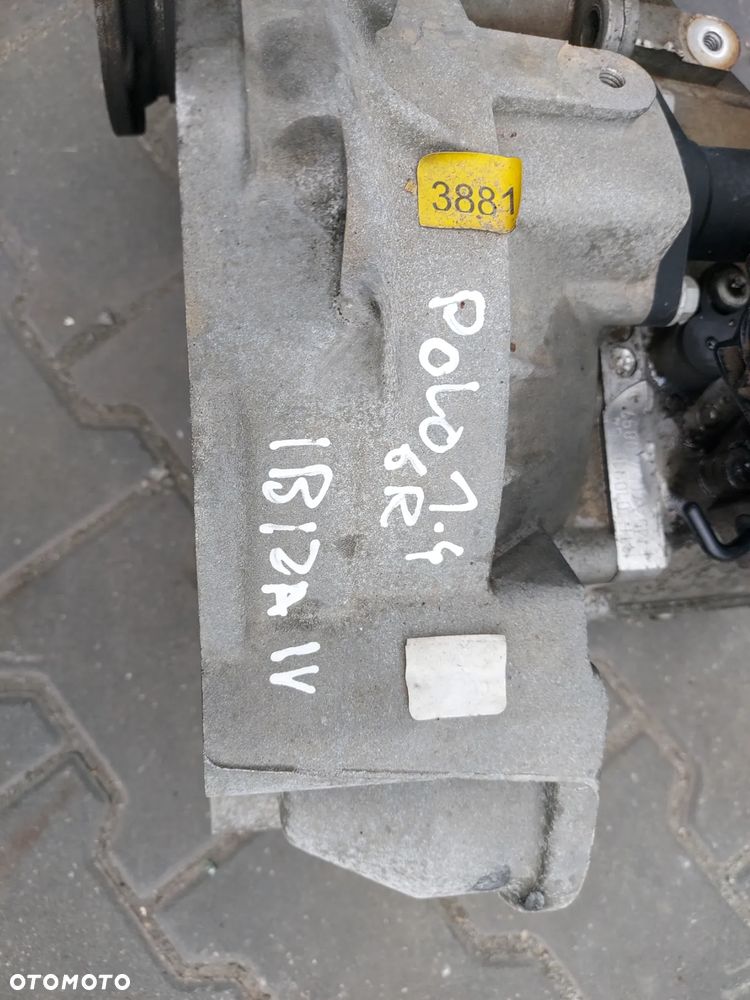 3881
POLO 1.4
6R
IBIZA IV
OTOMOTO